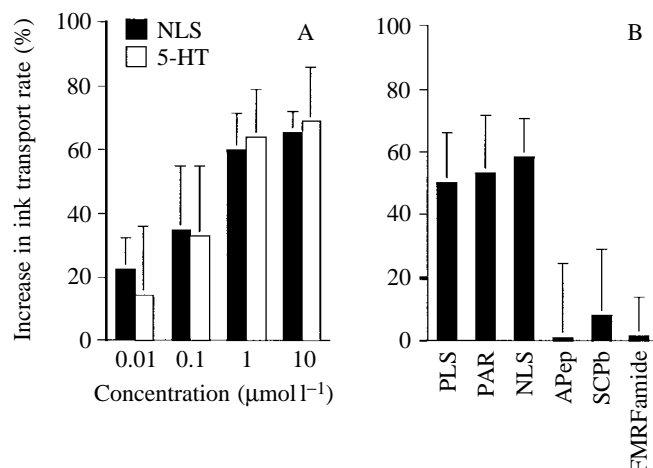 Increase in ink transport rate (%)
100
80
60
40
20
0
NLS
5-HT
A
0.01 0.1 1 10
Concentration (μmol l⁻¹)
B
100
80
60
40
20
0
PLS
PAR
NLS
APep
SCPb
FMRFamide